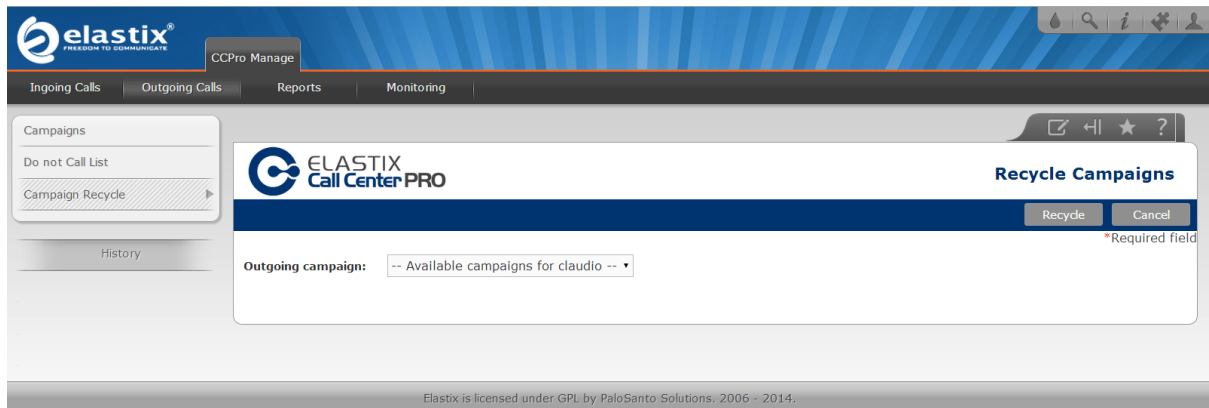 elastix®
FREEDOM TO COMMUNICATE
CCPro Manage
Ingoing Calls Outgoing Calls Reports Monitoring
Campaigns
Do not Call List
Campaign Recycle
History
ELASTIX
Call Center PRO
Recycle Campaigns
Recycle Cancel
*Required field
Outgoing campaign: -- Available campaigns for claudio --
Elastix is licensed under GPL by PaloSanto Solutions. 2006 - 2014.